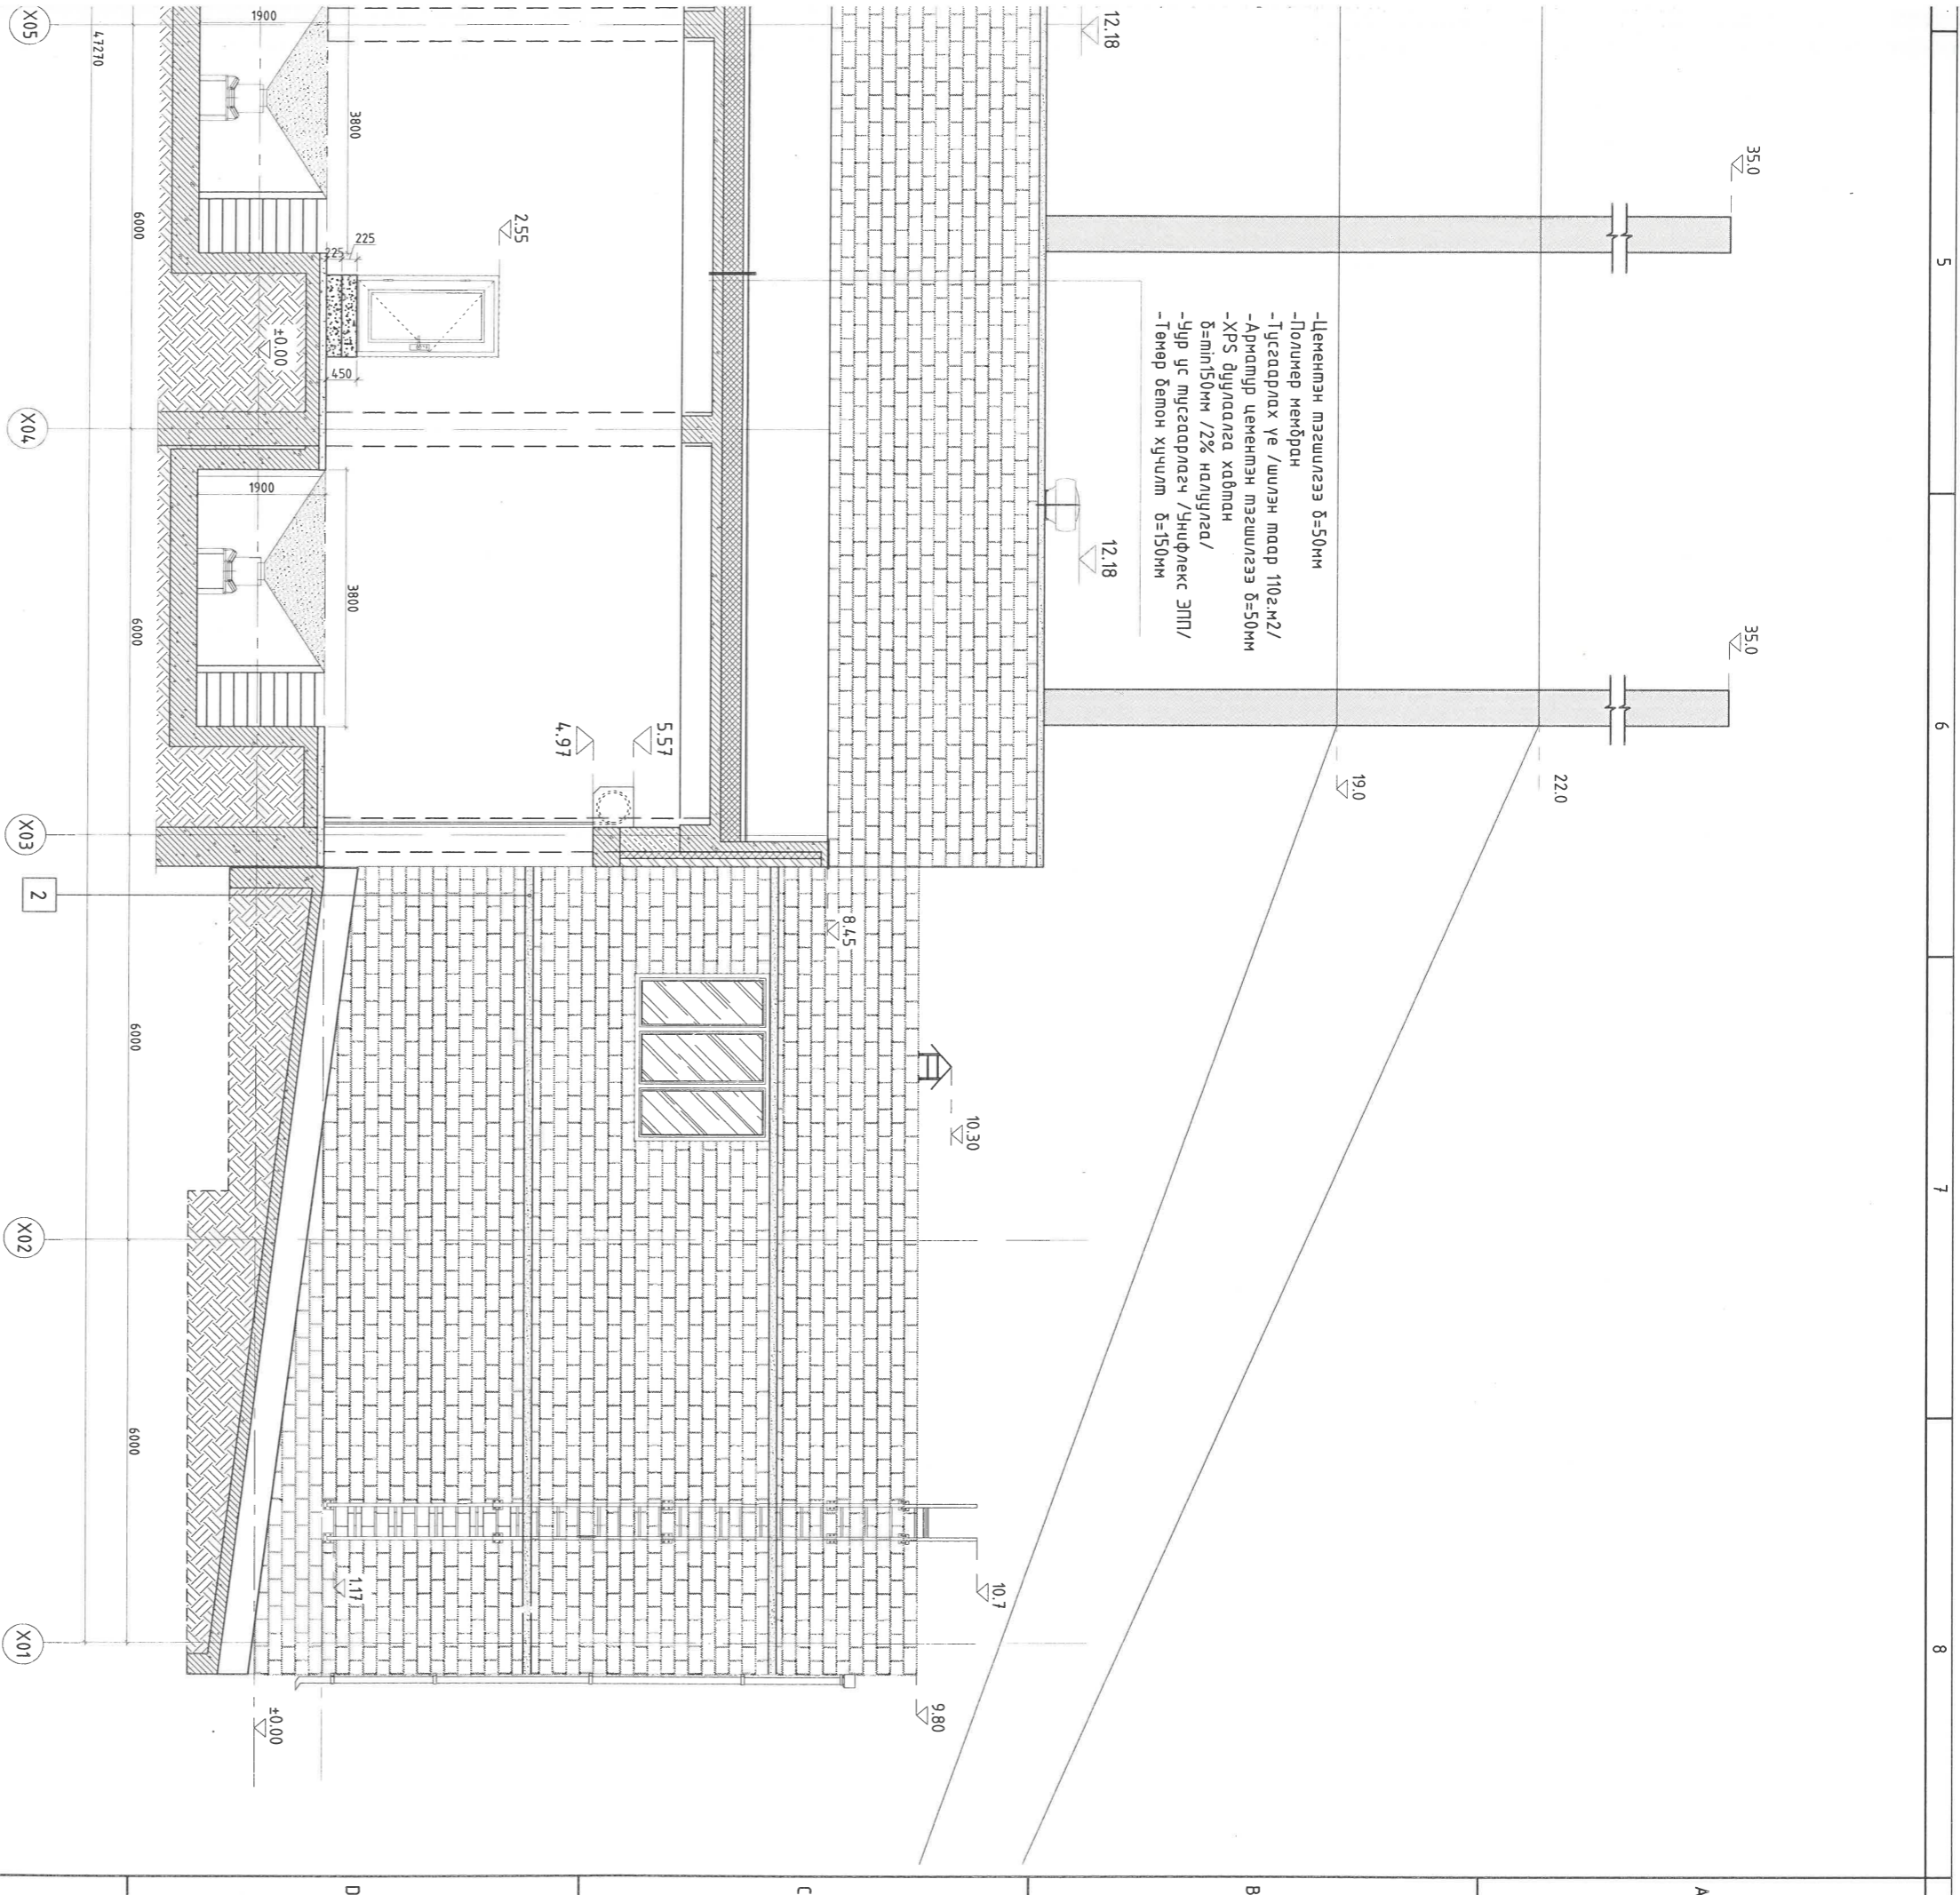 5
6
7
8
A
B
C
D
35.0
35.0
22.0
19.0
12.18
12.18
-Цементэн тэгшилгээ δ=50мм
-Полимер мембран
-Тусгаарлах үе /шилэн таар 110г.м2/
-Арматур цементэн тэгшилгээ δ=50мм
-XPS дуулаалга хавтан
δ=min150мм /2% налуулга/
-Уур ус тусгаарлагч /Унифлекс ЭПП/
-Төмөр бетон хучилт δ=150мм
10.30
10.7
9.80
8.45
5.57
4.97
2.55
225
225
450
3800
3800
1900
1900
1.17
±0.00
±0.00
6000
6000
6000
6000
47270
X05
X04
X03
2
X02
X01